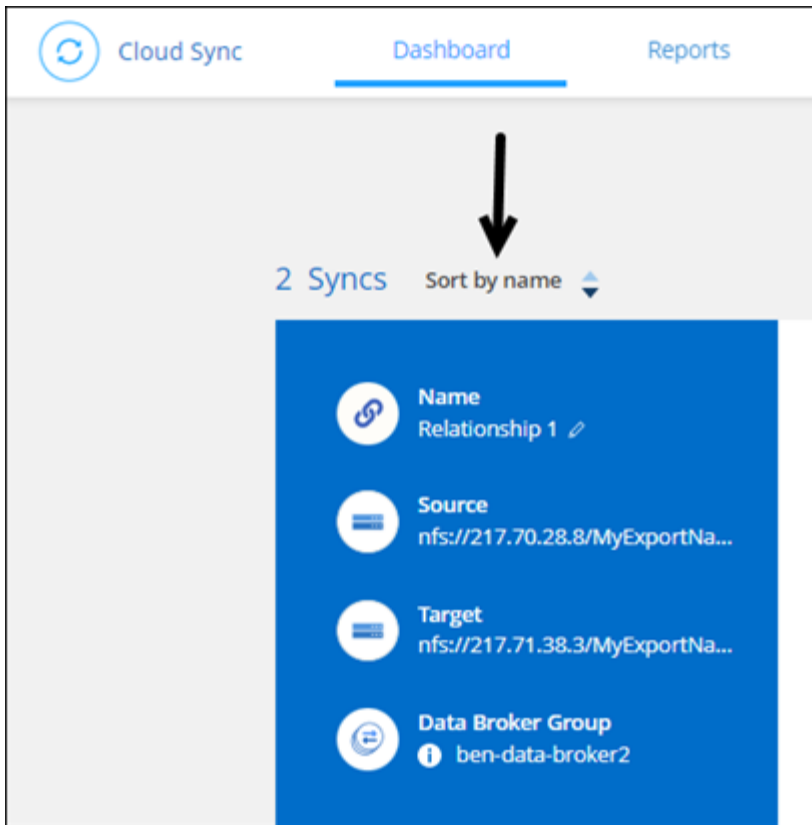 Cloud Sync Dashboard Reports
2 Syncs Sort by name
Name
Relationship 1
Source
nfs://217.70.28.8/MyExportNa...
Target
nfs://217.71.38.3/MyExportNa...
Data Broker Group
i ben-data-broker2